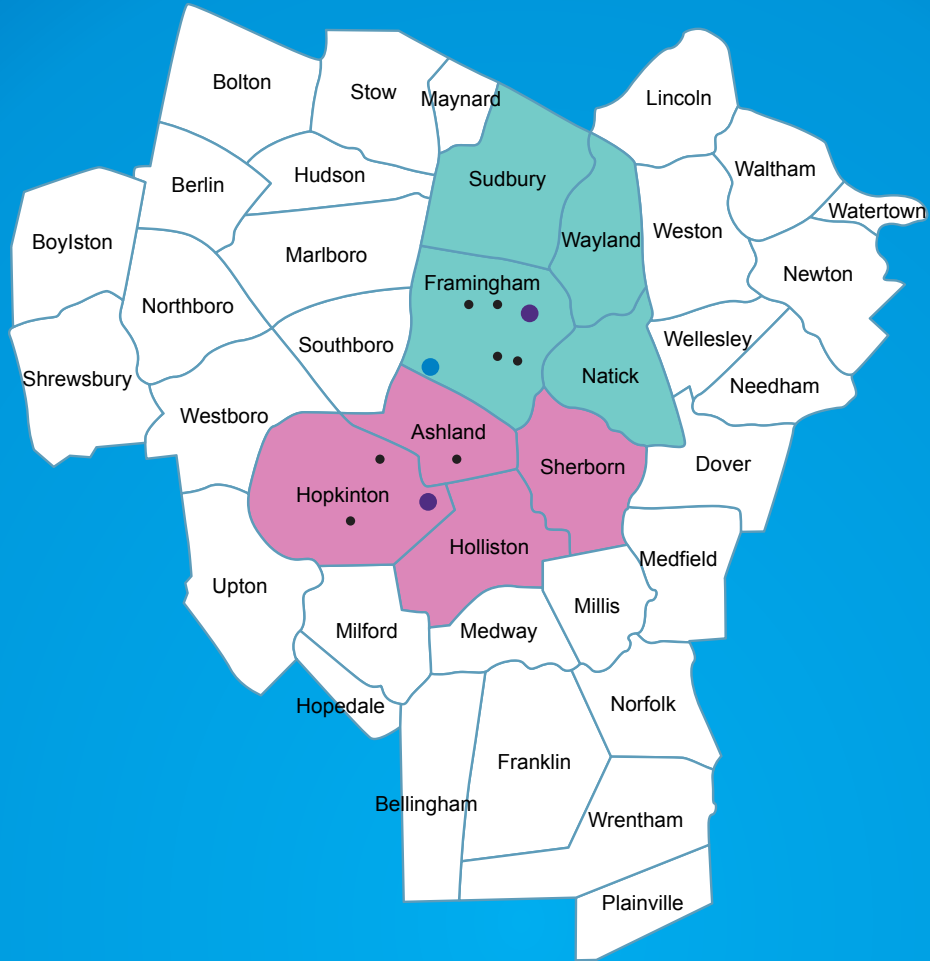 Bolton
Stow
Maynard
Lincoln
Sudbury
Waltham
Hudson
Berlin
Watertown
Boylston
Wayland
Weston
Marlboro
Newton
Framingham
Northboro
Wellesley
Southboro
Shrewsbury
Natick
Needham
Westboro
Ashland
Sherborn
Dover
Hopkinton
Holliston
Medfield
Upton
Millis
Milford
Medway
Hopedale
Norfolk
Franklin
Bellingham
Wrentham
Plainville